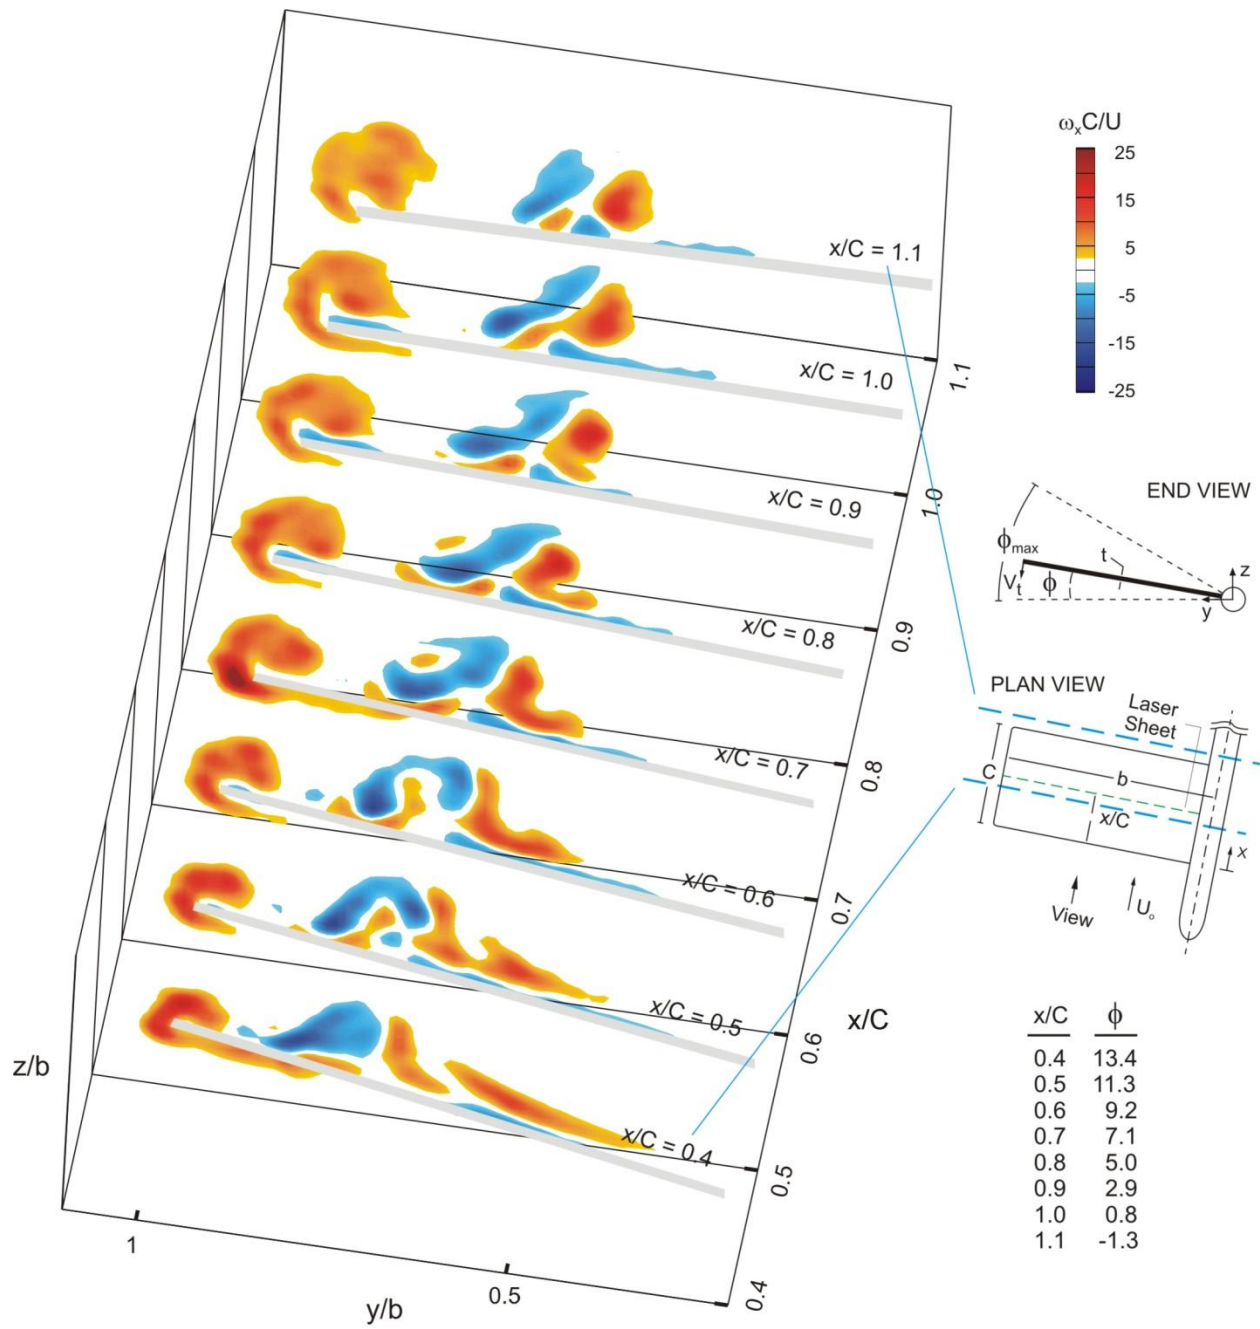 ωₓC/U
25
15
5
-5
-15
-25
x/C = 1.1
x/C = 1.0
x/C = 0.9
x/C = 0.8
x/C = 0.7
x/C = 0.6
x/C = 0.5
x/C = 0.4
1.1
1.0
0.9
0.8
0.7
0.6
0.5
0.4
x/C
z/b
1
0.5
y/b
END VIEW
ϕmax
t
z
Vt
ϕ
y
PLAN VIEW
Laser
Sheet
C
b
x/C
x
View
U₀
x/C ϕ
0.4 13.4
0.5 11.3
0.6 9.2
0.7 7.1
0.8 5.0
0.9 2.9
1.0 0.8
1.1 -1.3